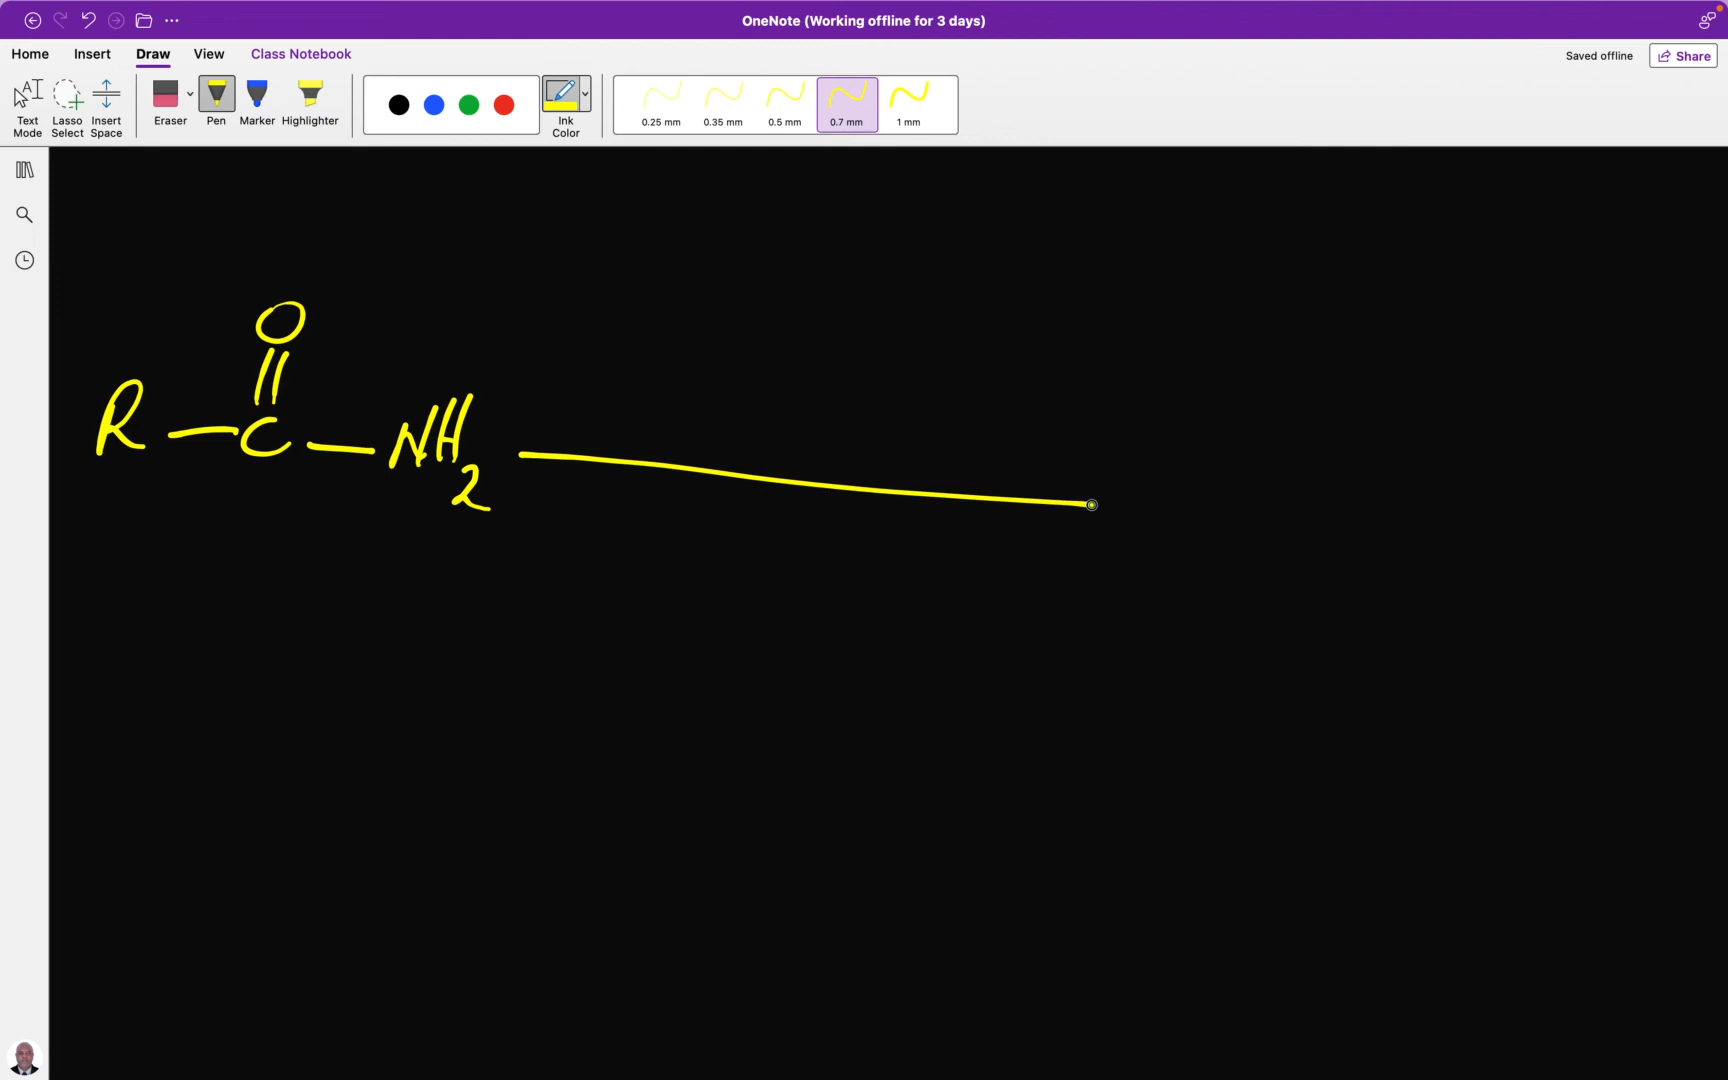 OneNote (Working offline for 3 days)
Home Insert Draw View Class Notebook
Saved offline Share
A
Text Mode
Lasso Select
Insert Space
Eraser
Pen
Marker
Highlighter
Ink Color
0.25 mm
0.35 mm
0.5 mm
0.7 mm
1 mm
O
R — C — NH2